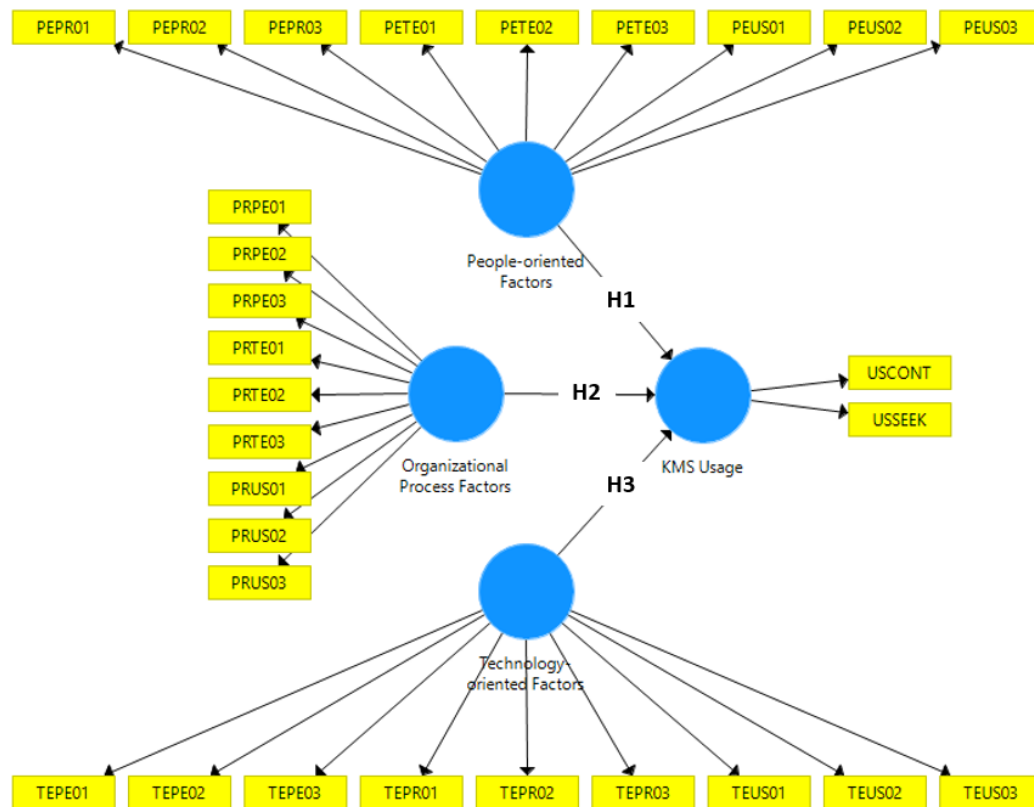 PEPR01
PEPR02
PEPR03
PETE01
PETE02
PETE03
PEUS01
PEUS02
PEUS03
People-oriented
Factors
H1
PRPE01
PRPE02
PRPE03
PRTE01
PRTE02
PRTE03
PRUS01
PRUS02
PRUS03
Organizational
Process Factors
H2
KMS Usage
USCONT
USSEEK
H3
Technology-
oriented Factors
TEPE01
TEPE02
TEPE03
TEPR01
TEPR02
TEPR03
TEUS01
TEUS02
TEUS03